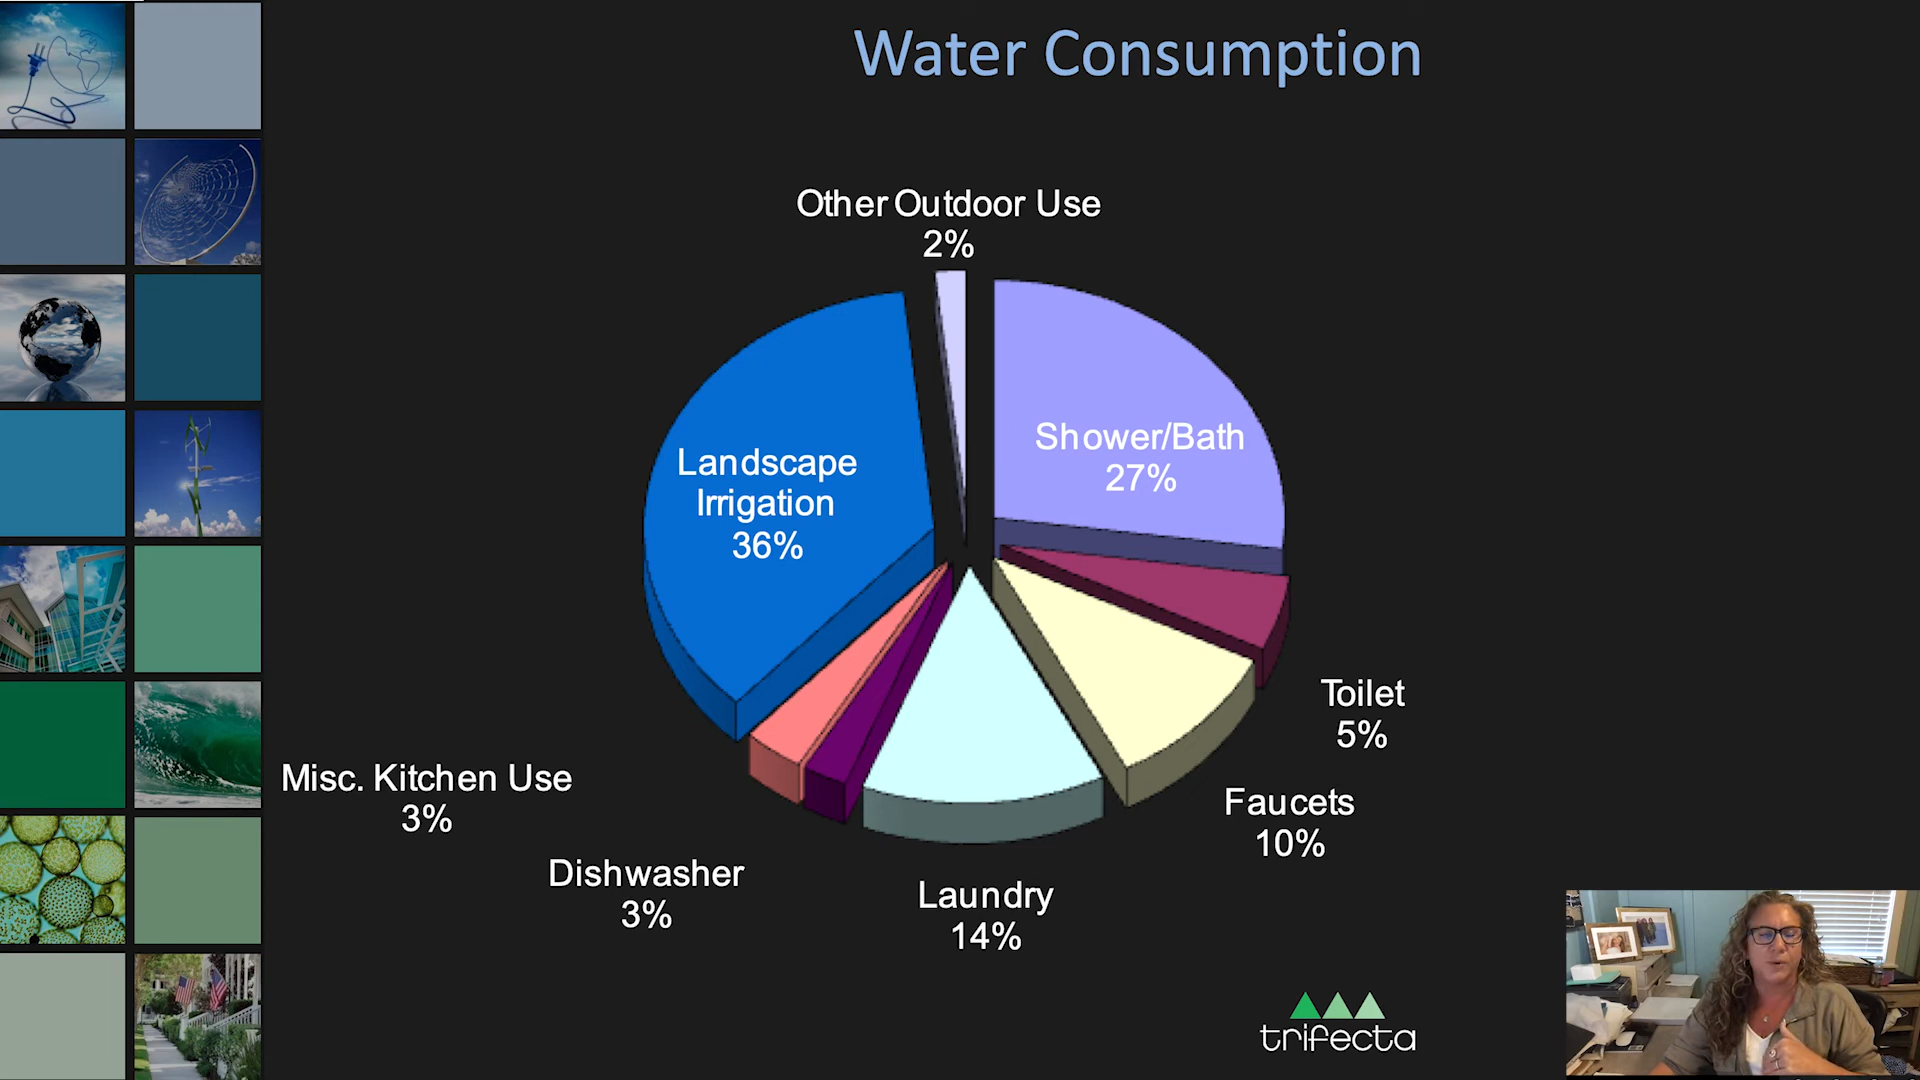 Water Consumption
Other Outdoor Use
2%
Shower/Bath
27%
Landscape
Irrigation
36%
Toilet
5%
Misc. Kitchen Use
3%
Faucets
10%
Dishwasher
3%
Laundry
14%
trifecta